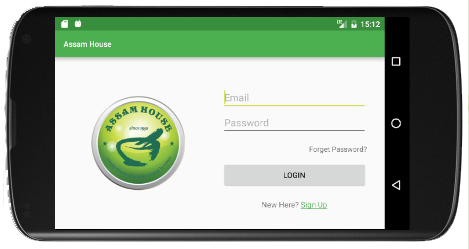 15:12
Assam House
ASSAM HOUSE
Email
Password
Forget Password?
LOGIN
New Here? Sign Up